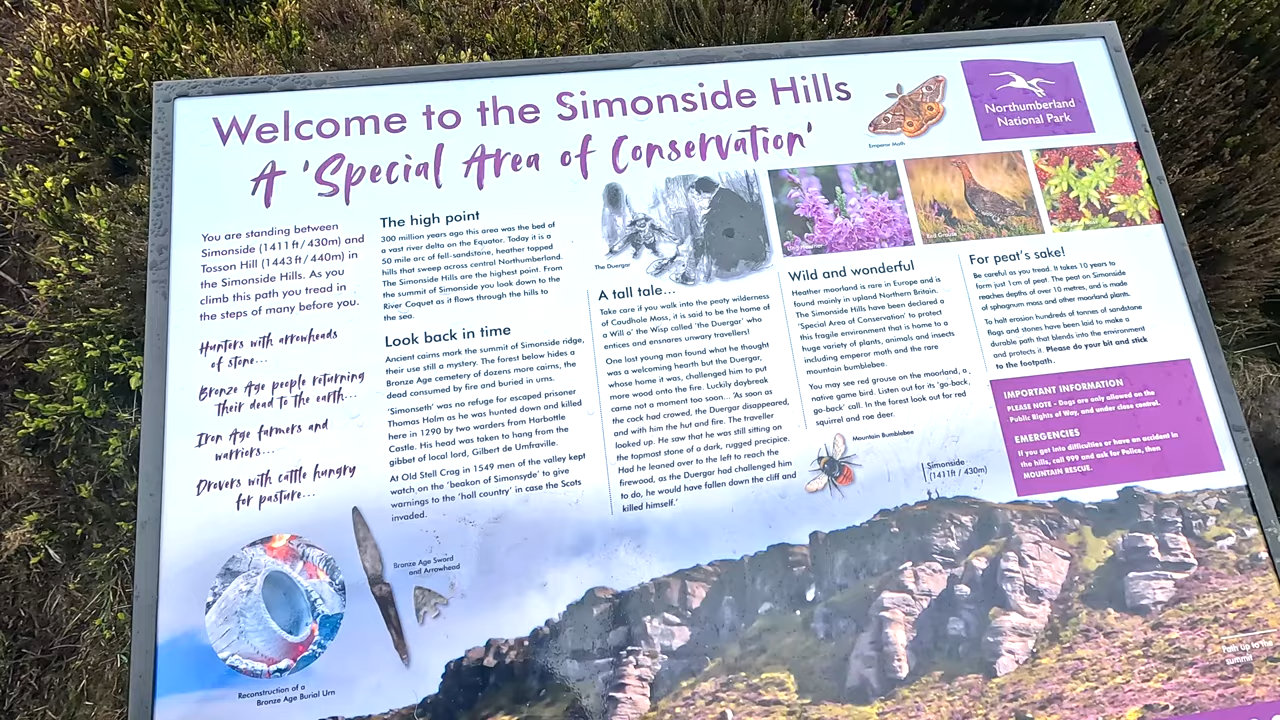 Welcome to the Simonside Hills
A 'Special Area of Conservation'
Emperor Moth
Northumberland
National Park
You are standing between
Simonside (1411ft/430m) and
Tosson Hill (1443ft/440m) in
the Simonside Hills. As you
climb this path you tread in
the steps of many before you.
Hunters with arrowheads
of stone...
Bronze Age people returning
their dead to the earth...
Iron Age farmers and
warriors...
Drovers with cattle hungry
for pasture...
The high point
300 million years ago this area was the bed of
a vast river delta on the Equator. Today it is a
50 mile arc of fell-sandstone, heather topped
hills that sweep across central Northumberland.
The Simonside Hills are the highest point. From
the summit of Simonside you look down to the
River Coquet as it flows through the hills to
the sea.
Look back in time
Ancient cairns mark the summit of Simonside ridge,
their use still a mystery. The forest below hides a
Bronze Age cemetery of dozens more cairns, the
dead consumed by fire and buried in urns.
'Simonseth' was no refuge for escaped prisoner
Thomas Horn as he was hunted down and killed
here in 1290 by two warders from Harbottle
Castle. His head was taken to hang from the
gibbet of local lord, Gilbert de Umfraville.
At Old Stell Crag in 1549 men of the valley kept
watch on the 'beakon of Simonsyde' to give
warnings to the 'holl country' in case the Scots
invaded.
The Duergar
A tall tale...
Take care if you walk into the peaty wilderness
of Caudhole Moss, it is said to be the home of
a Will o' the Wisp called 'the Duergar' who
entices and ensnares unwary travellers!
One lost young man found what he thought
was a welcoming hearth but the Duergar,
whose home it was, challenged him to put
more wood onto the fire. Luckily daybreak
came not a moment too soon... 'As soon as
the cock had crowed, the Duergar disappeared,
and with him the hut and fire. The traveller
looked up. He saw that he was still sitting on
the topmost stone of a dark, rugged precipice.
Had he leaned over to the left to reach the
firewood, as the Duergar had challenged him
to do, he would have fallen down the cliff and
killed himself.'
Ling Heather
Red Grouse
Wild and wonderful
Heather moorland is rare in Europe and is
found mainly in upland Northern Britain.
The Simonside Hills have been declared a
'Special Area of Conservation' to protect
this fragile environment that is home to a
huge variety of plants, animals and insects
including emperor moth and the rare
mountain bumblebee.
You may see red grouse on the moorland, a
native game bird. Listen out for its 'go-back,
go-back' call. In the forest look out for red
squirrel and roe deer.
Mountain Bumblebee
For peat's sake!
Be careful as you tread. It takes 10 years to
form just 1cm of peat. The peat on Simonside
reaches depths of over 10 metres, and is made
of sphagnum moss and other moorland plants.
To halt erosion hundreds of tonnes of sandstone
flags and stones have been laid to make a
durable path that blends into the environment
and protects it. Please do your bit and stick
to the footpath.
IMPORTANT INFORMATION
PLEASE NOTE - Dogs are only allowed on the
Public Rights of Way, and under close control.
EMERGENCIES
If you get into difficulties or have an accident in
the hills, call 999 and ask for Police, then
MOUNTAIN RESCUE.
Simonside
(1411ft / 430m)
Bronze Age Sword
and Arrowhead
Reconstruction of a
Bronze Age Burial Urn
Path up to the
summit